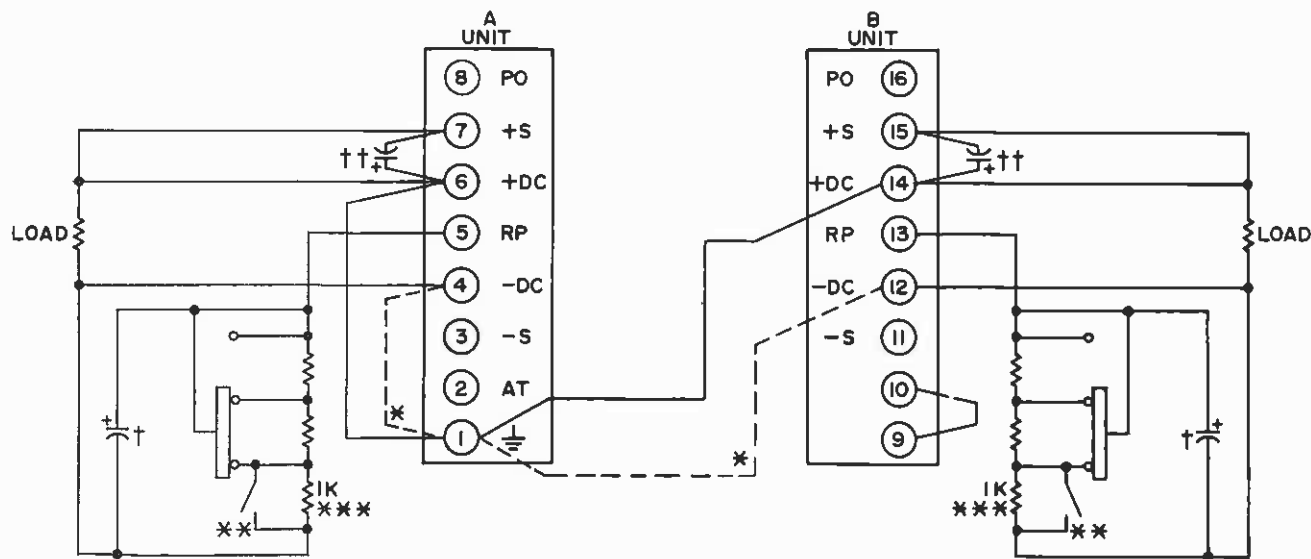 A
UNIT
8 PO
7 +S
††
+
6 +DC
5 RP
4 -DC
3 -S
2 AT
1
LOAD
+
†
*
1K
***
**
B
UNIT
PO 16
+S 15
††
+
+DC 14
RP 13
-DC 12
-S 11
10
9
LOAD
*
+
†
1K
***
**